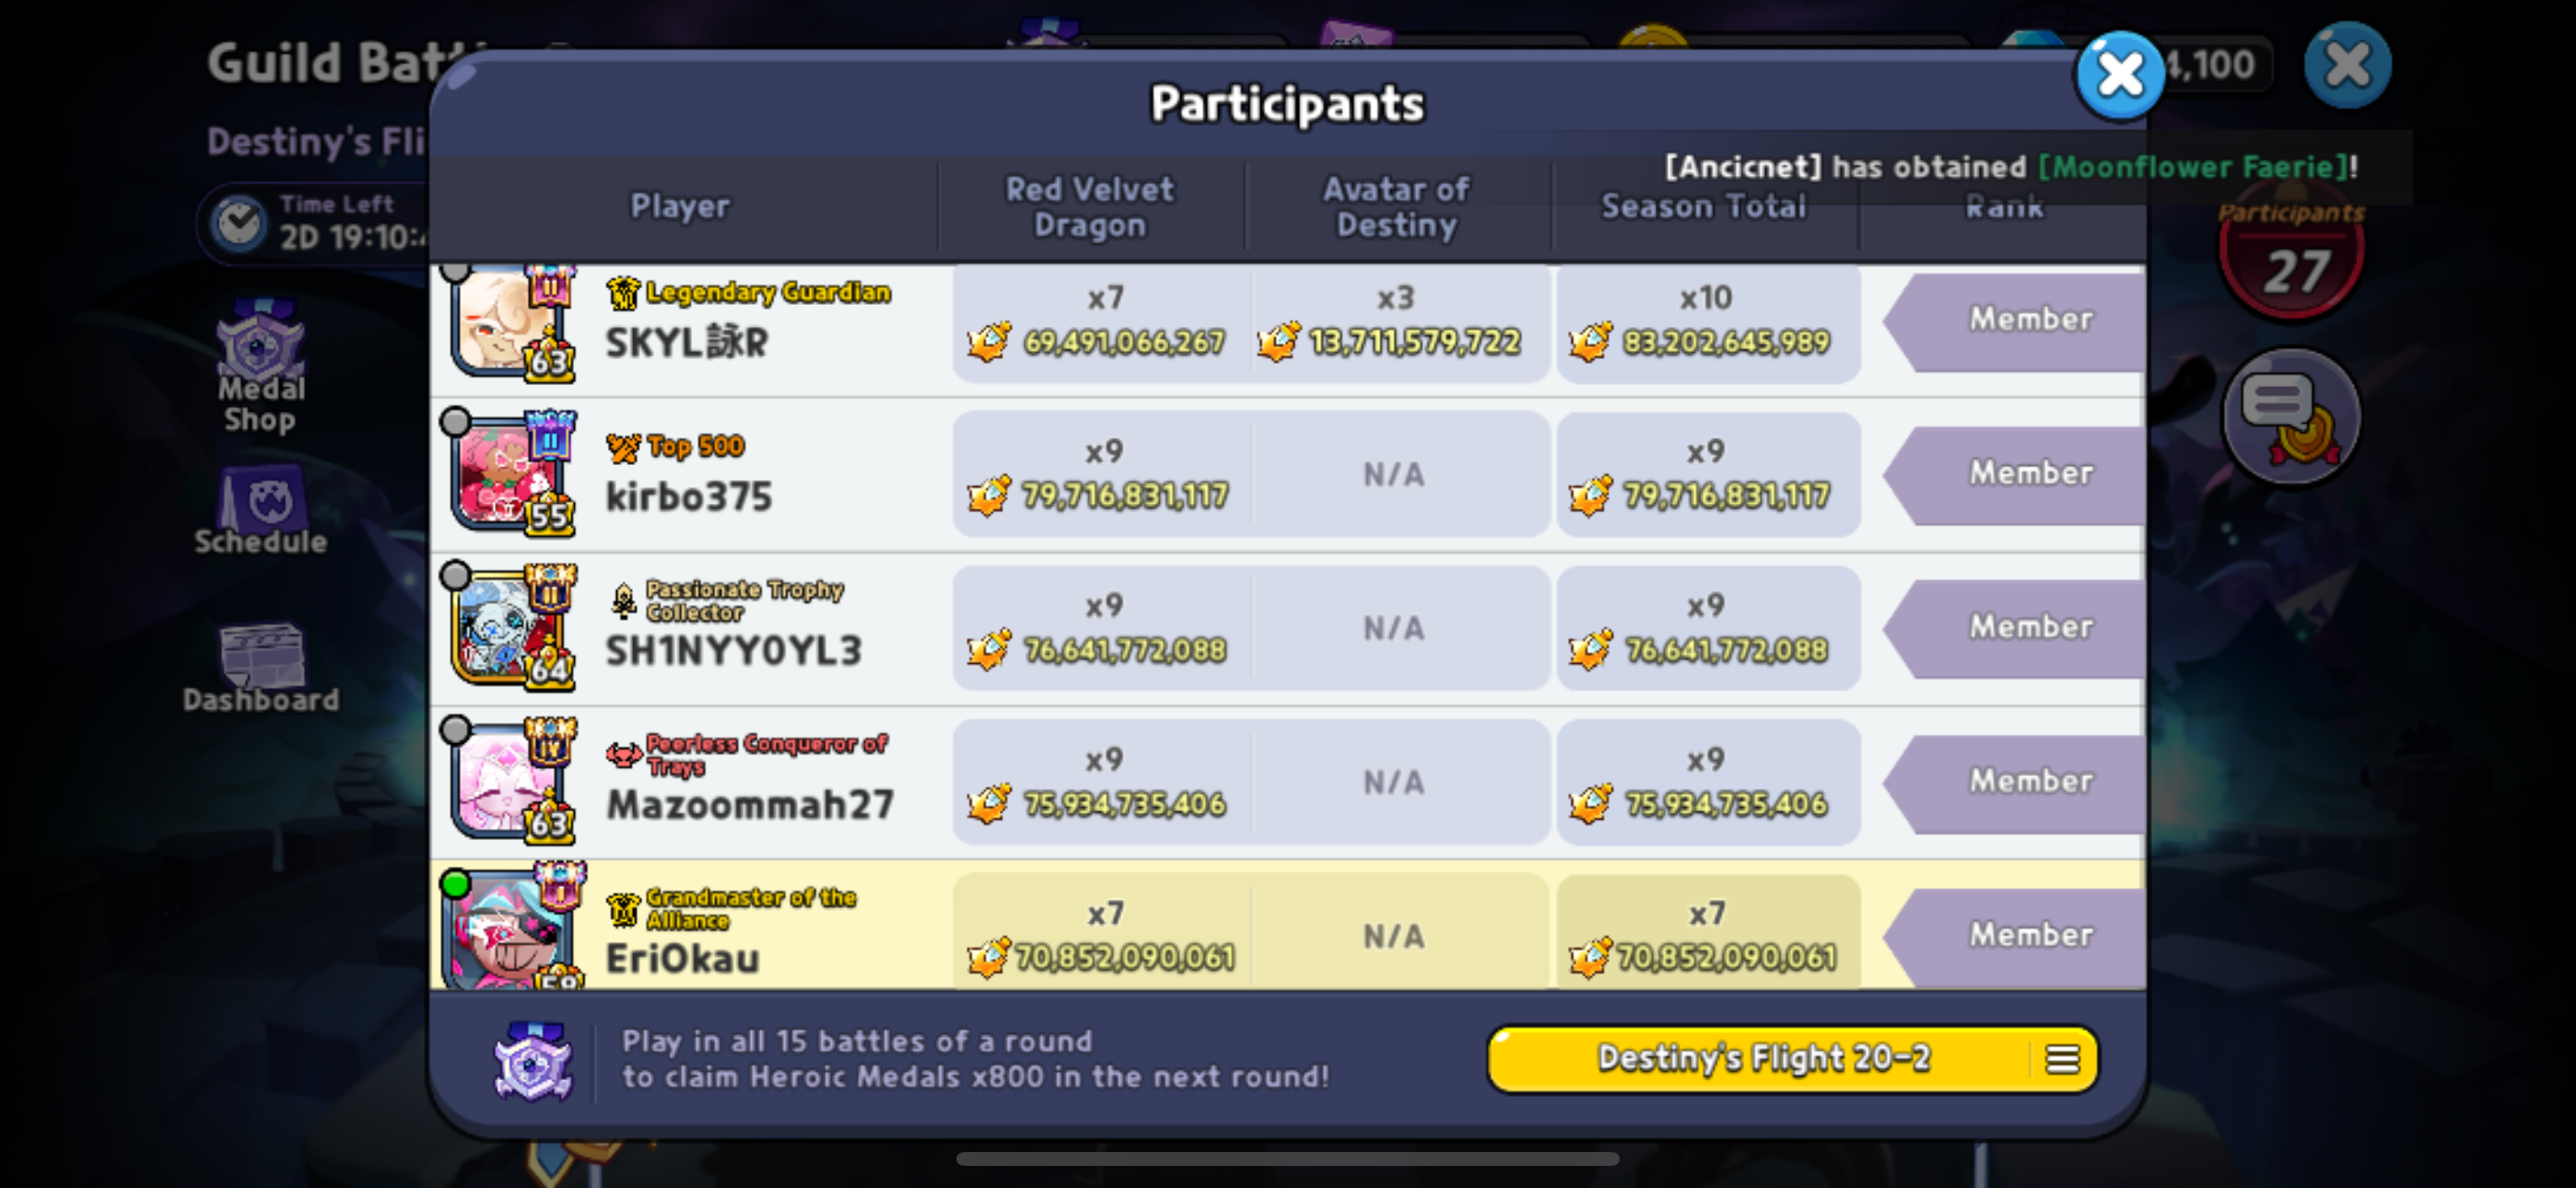 Guild Bat
4,100
Participants
Destiny's Fli
[Ancicnet] has obtained [Moonflower Faerie]!
Player
Red Velvet
Dragon
Avatar of
Destiny
Season Total
Rank
Time Left
2D 19:10:
Participants
27
Medal
Shop
Schedule
Dashboard
Legendary Guardian
SKYL詠R
II
63
x7
69,491,066,267
x3
13,711,579,722
x10
83,202,645,989
Member
Top 500
kirbo375
II
55
x9
79,716,831,117
N/A
x9
79,716,831,117
Member
Passionate Trophy
Collector
SH1NYY0YL3
II
64
x9
76,641,772,088
N/A
x9
76,641,772,088
Member
Peerless Conqueror of
Trays
Mazoommah27
IV
63
x9
75,934,735,406
N/A
x9
75,934,735,406
Member
Grandmaster of the
Alliance
EriOkau
I
58
x7
70,852,090,061
N/A
x7
70,852,090,061
Member
Play in all 15 battles of a round
to claim Heroic Medals x800 in the next round!
Destiny's Flight 20-2